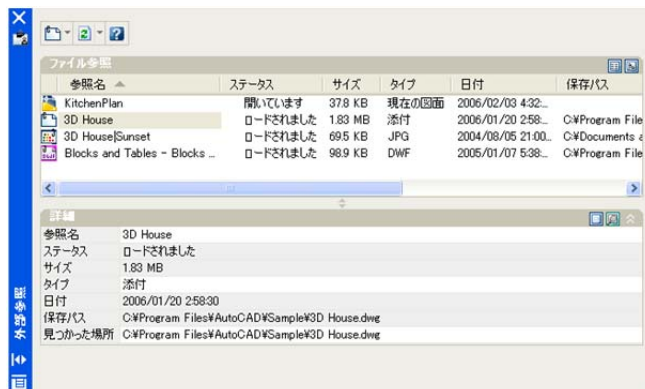 ファイル参照
参照名 ステータス サイズ タイプ 日付 保存パス
KitchenPlan 開いています 37.8 KB 現在の図面 2006/02/03 4:32:...
3D House ロードされました 1.83 MB 添付 2006/01/20 2:58:... C:¥Program File
3D House|Sunset ロードされました 69.5 KB JPG 2004/08/05 21:00... C:¥Documents a
Blocks and Tables - Blocks ... ロードされました 98.9 KB DWF 2005/01/07 5:38:... C:¥Program File
詳細
参照名 3D House
ステータス ロードされました
サイズ 1.83 MB
タイプ 添付
日付 2006/01/20 2:58:30
保存パス C:¥Program Files¥AutoCAD¥Sample¥3D House.dwg
見つかった場所 C:¥Program Files¥AutoCAD¥Sample¥3D House.dwg
外部参照